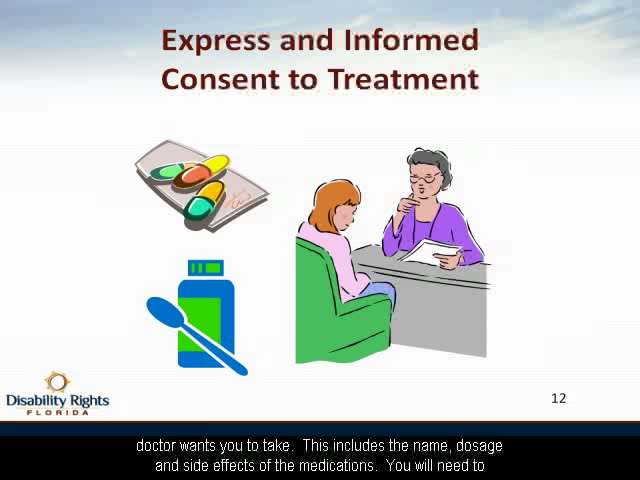 Express and Informed
Consent to Treatment
12
Disability Rights
FLORIDA
doctor wants you to take.  This includes the name, dosage
and side effects of the medications.  You will need to